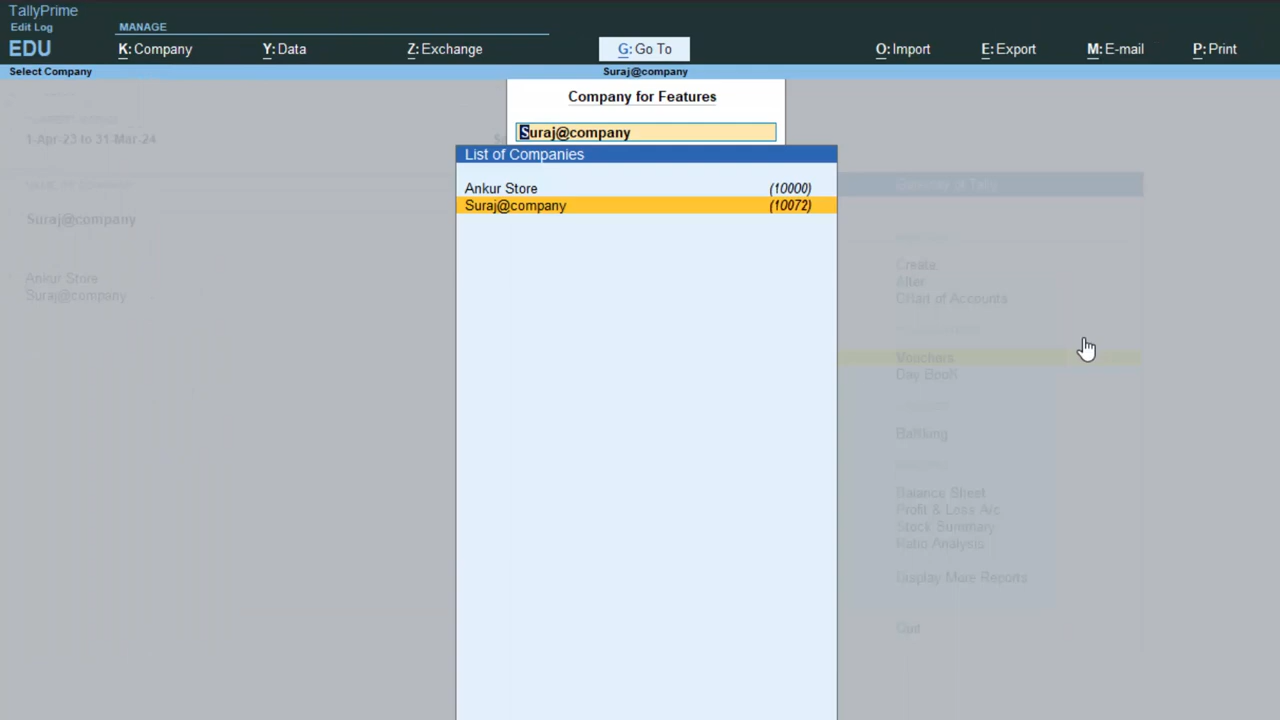 TallyPrime
Edit Log
MANAGE
EDU
K: Company
Y: Data
Z: Exchange
G: Go To
O: Import
E: Export
M: E-mail
P: Print
Select Company
Suraj@company
Company for Features
Suraj@company
List of Companies
Ankur Store (10000)
Suraj@company (10072)
1-Apr-23 to 31-Mar-24
Suraj@company
Ankur Store
Suraj@company
Gateway of Tally
Create
Alter
Chart of Accounts
Vouchers
Day Book
Banking
Balance Sheet
Profit & Loss A/c
Stock Summary
Ratio Analysis
Display More Reports
Quit